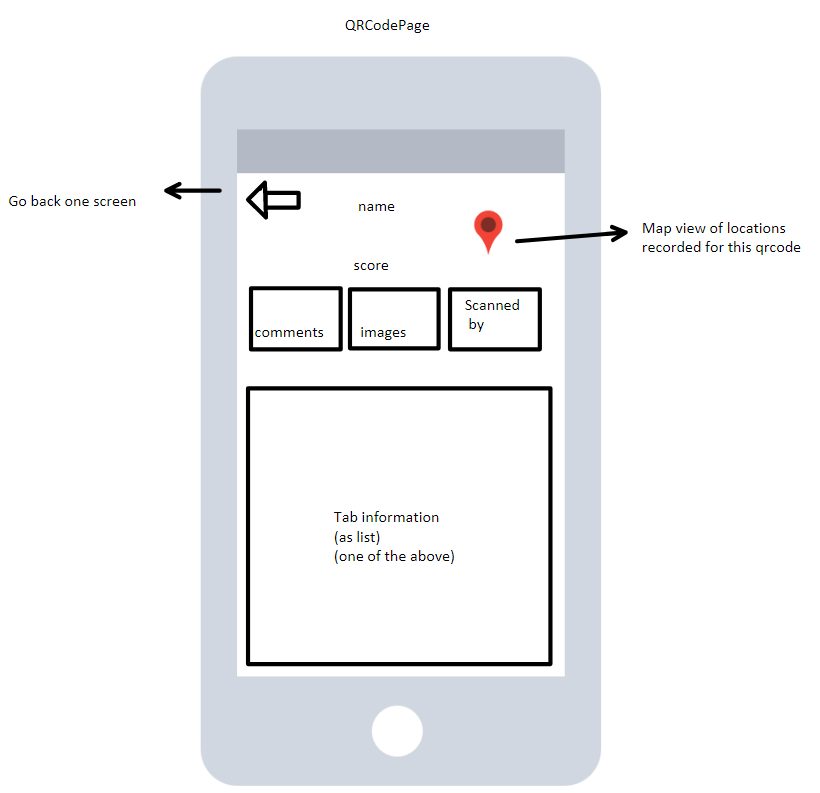 QRCodePage
Go back one screen
name
Map view of locations
recorded for this qrcode
score
comments
images
Scanned
by
Tab information
(as list)
(one of the above)